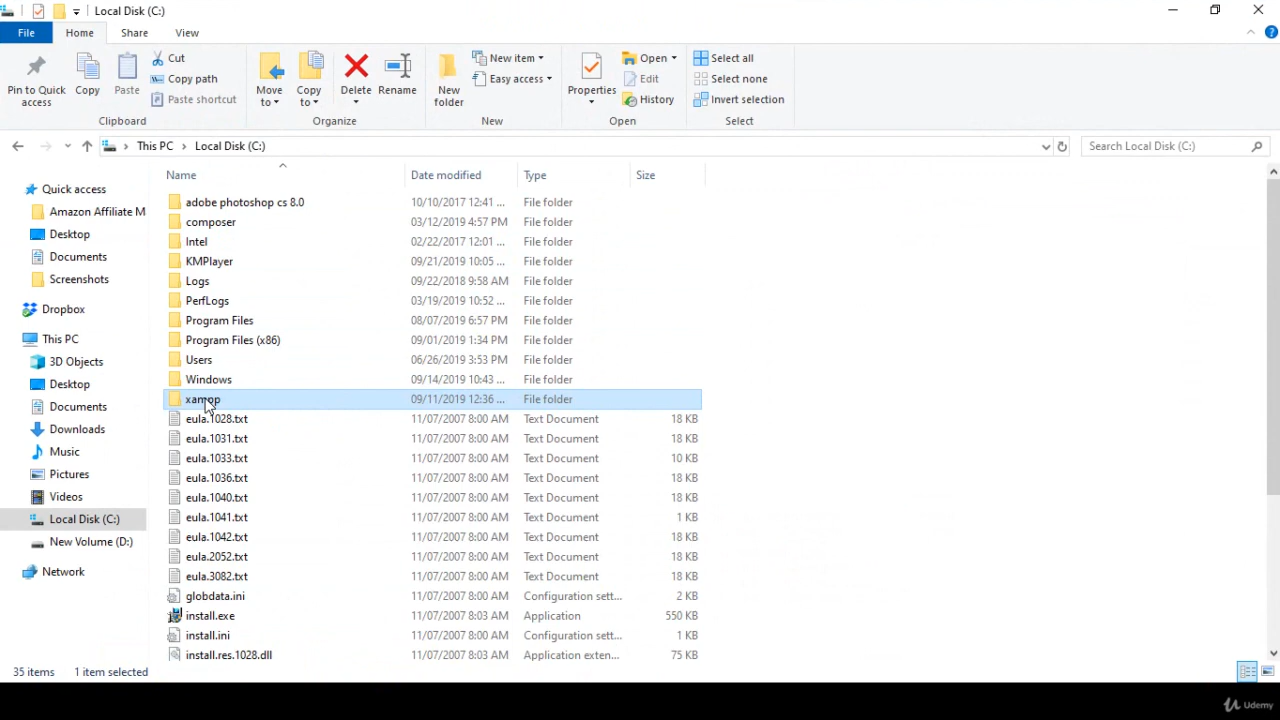 Local Disk (C:)
File Home Share View
Pin to Quick access
Copy
Paste
Cut
Copy path
Paste shortcut
Clipboard
Move to
Copy to
Delete
Rename
Organize
New folder
New item
Easy access
New
Properties
Open
Edit
History
Open
Select all
Select none
Invert selection
Select
This PC Local Disk (C:)
Search Local Disk (C:)
Name Date modified Type Size
Quick access
Amazon Affiliate M
Desktop
Documents
Screenshots
Dropbox
This PC
3D Objects
Desktop
Documents
Downloads
Music
Pictures
Videos
Local Disk (C:)
New Volume (D:)
Network
adobe photoshop cs 8.0 10/10/2017 12:41 ... File folder
composer 03/12/2019 4:57 PM File folder
Intel 02/22/2017 12:01 ... File folder
KMPlayer 09/21/2019 10:05 ... File folder
Logs 09/22/2018 9:58 AM File folder
PerfLogs 03/19/2019 10:52 ... File folder
Program Files 08/07/2019 6:57 PM File folder
Program Files (x86) 09/01/2019 1:34 PM File folder
Users 06/26/2019 3:53 PM File folder
Windows 09/14/2019 10:43 ... File folder
xampp 09/11/2019 12:36 ... File folder
eula.1028.txt 11/07/2007 8:00 AM Text Document 18 KB
eula.1031.txt 11/07/2007 8:00 AM Text Document 18 KB
eula.1033.txt 11/07/2007 8:00 AM Text Document 10 KB
eula.1036.txt 11/07/2007 8:00 AM Text Document 18 KB
eula.1040.txt 11/07/2007 8:00 AM Text Document 18 KB
eula.1041.txt 11/07/2007 8:00 AM Text Document 1 KB
eula.1042.txt 11/07/2007 8:00 AM Text Document 18 KB
eula.2052.txt 11/07/2007 8:00 AM Text Document 18 KB
eula.3082.txt 11/07/2007 8:00 AM Text Document 18 KB
globdata.ini 11/07/2007 8:00 AM Configuration sett... 2 KB
install.exe 11/07/2007 8:03 AM Application 550 KB
install.ini 11/07/2007 8:00 AM Configuration sett... 1 KB
install.res.1028.dll 11/07/2007 8:03 AM Application exten... 75 KB
35 items 1 item selected
Udemy